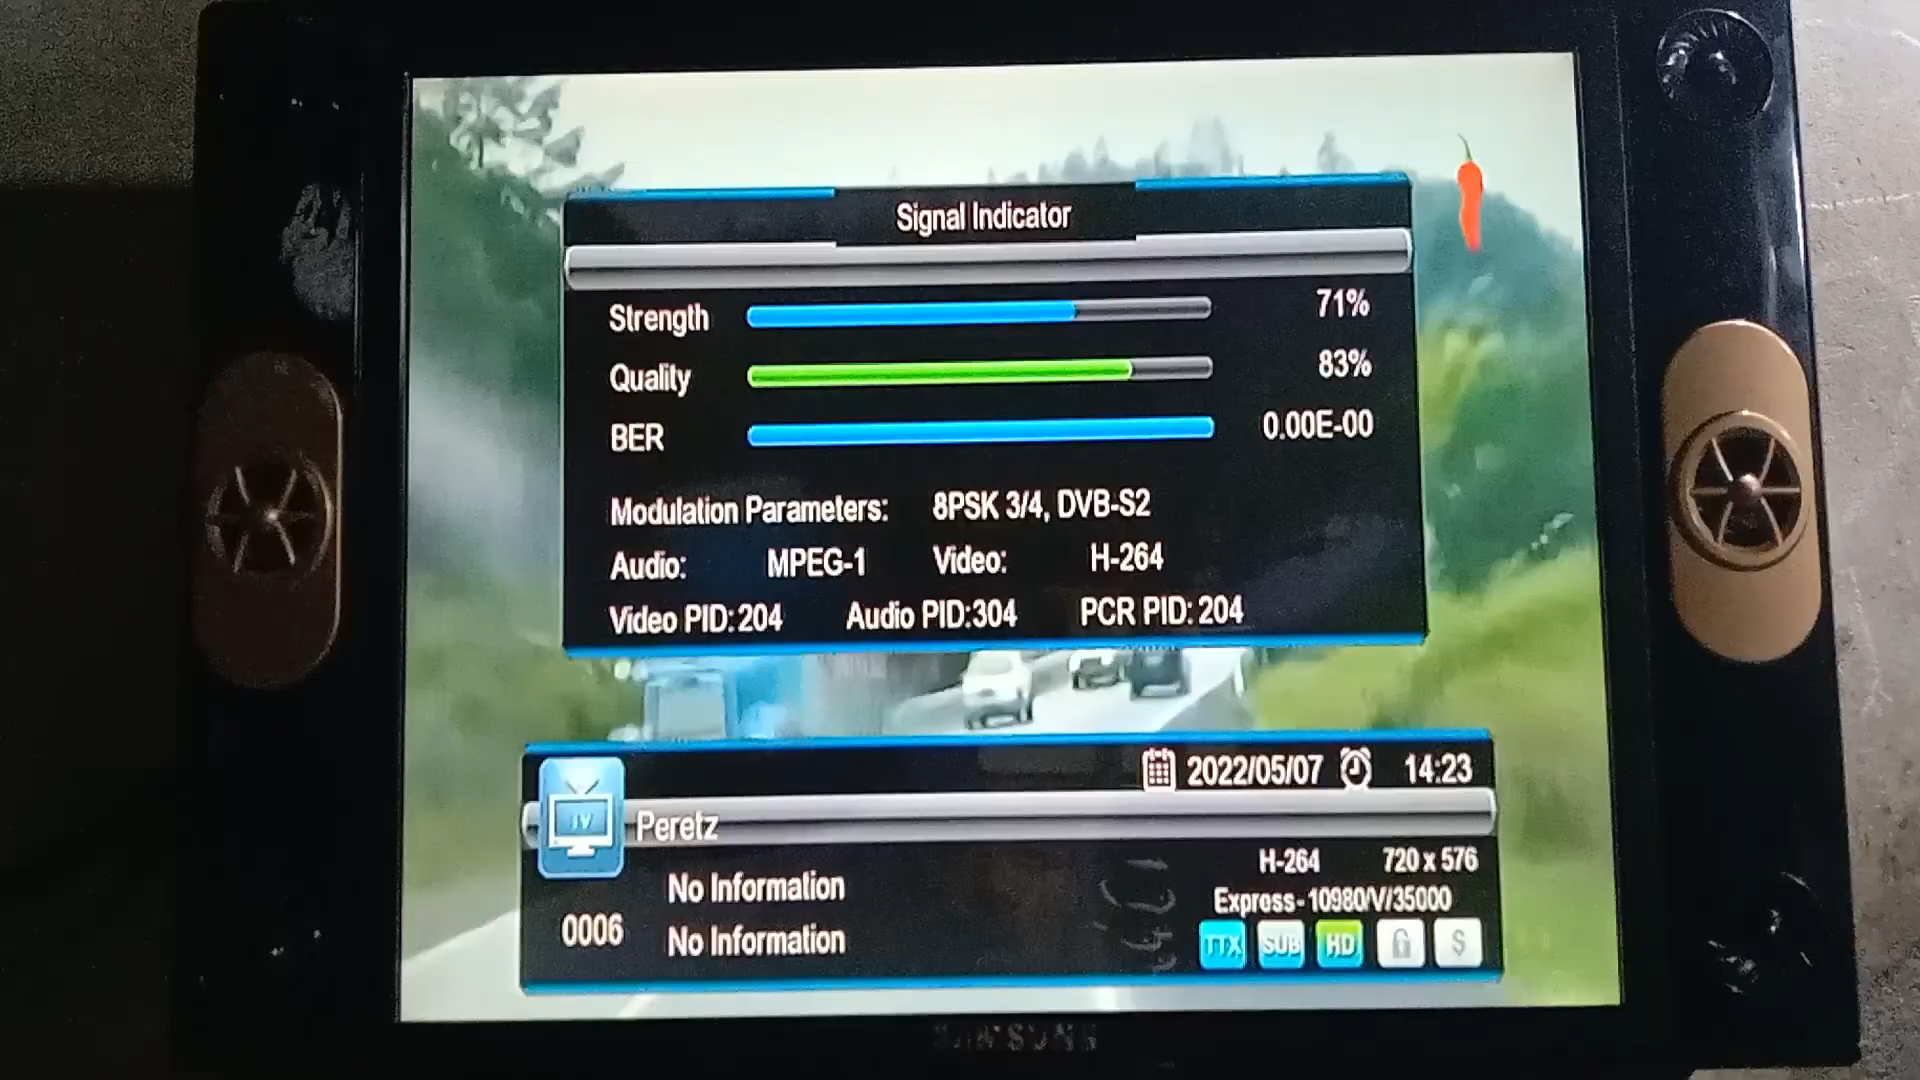 Signal Indicator
Strength 71%
Quality 83%
BER 0.00E-00
Modulation Parameters: 8PSK 3/4, DVB-S2
Audio: MPEG-1 Video: H-264
Video PID:204 Audio PID:304 PCR PID:204
2022/05/07 14:23
TV
Peretz
H-264 720 x 576
No Information
Express-10980/V/35000
0006
No Information
TTX SUB HD $
SAMSUNG